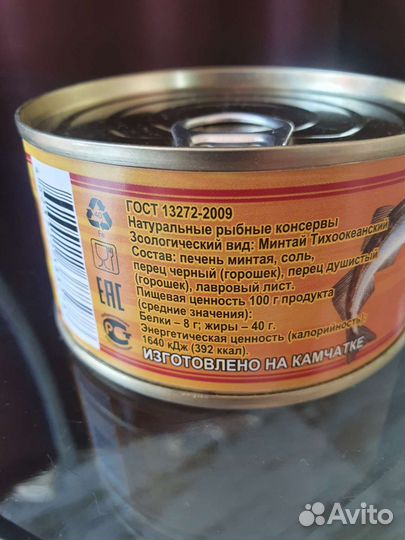 ГОСТ 13272-2009
Натуральные рыбные консервы
Зоологический вид: Минтай Тихоокеанский
Состав: печень минтая, соль,
перец черный (горошек), перец душистый
(горошек), лавровый лист.
Пищевая ценность 100 г продукта
(средние значения):
Белки – 8 г; жиры – 40 г.
Энергетическая ценность (калорийность):
1640 кДж (392 ккал).
ИЗГОТОВЛЕНО НА КАМЧАТКЕ
EAC
Avito